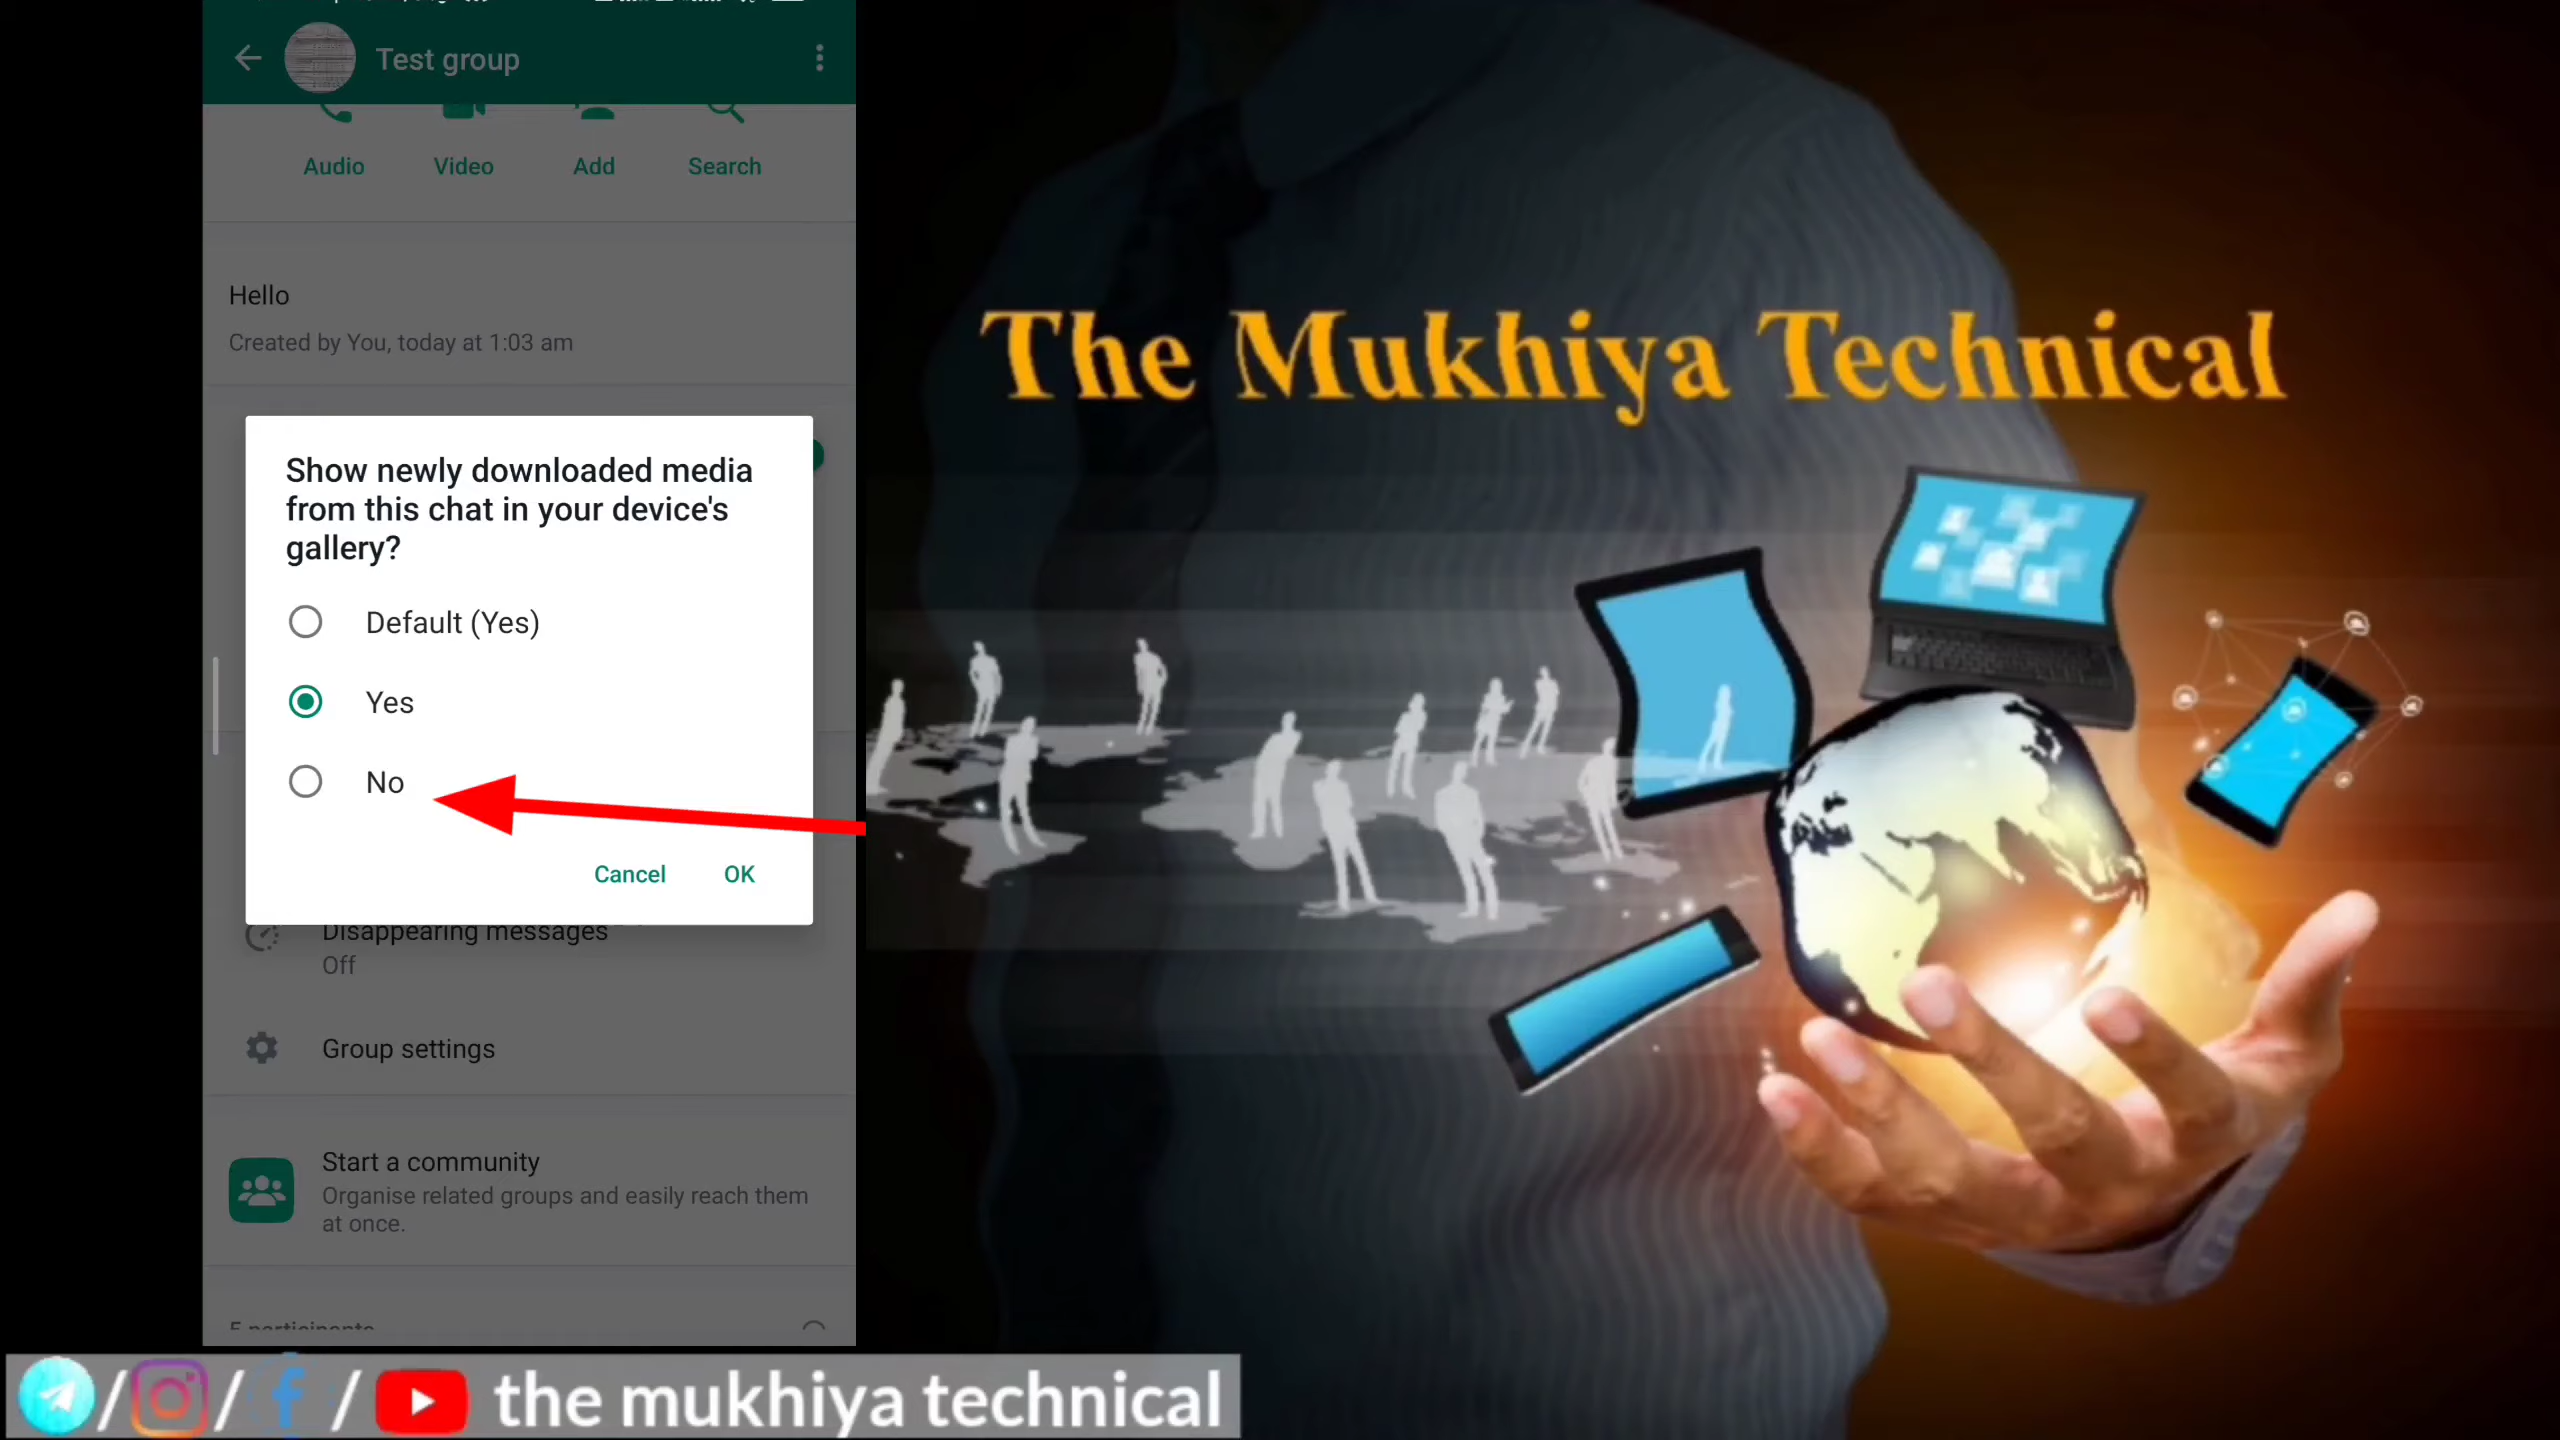 Test group
Audio Video Add Search
Hello
Created by You, today at 1:03 am
Show newly downloaded media
from this chat in your device's
gallery?
Default (Yes)
Yes
No
Cancel OK
Disappearing messages
Off
Group settings
Start a community
Organise related groups and easily reach them
at once.
5 participants
The Mukhiya Technical
the mukhiya technical